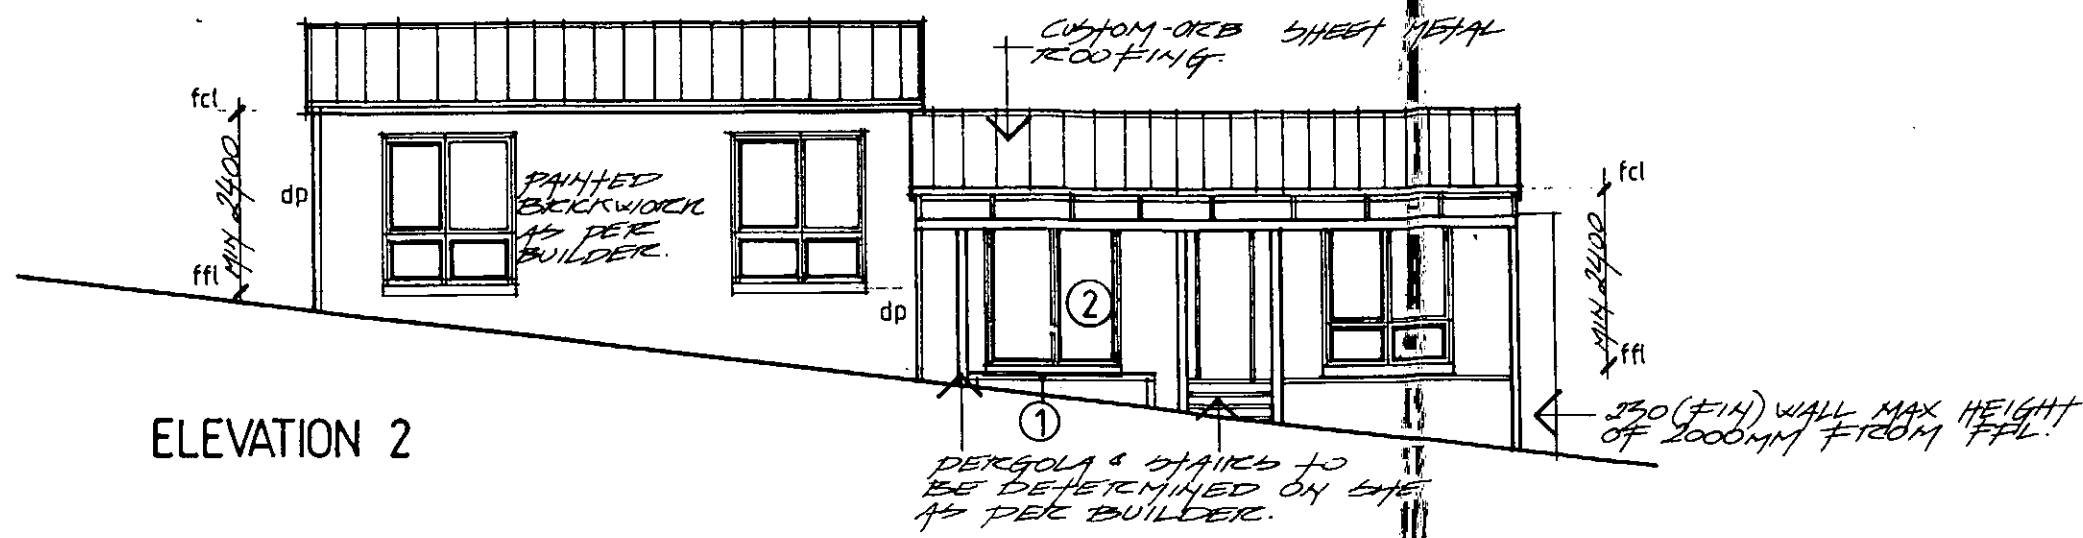 CUSTOM-ORB SHEET METAL
ROOFING.
fcl
MIN 2400
ffl
dp
PAINTED
BRICKWORK
AS PER
BUILDER.
dp
2
1
fcl
MIN 2400
ffl
230 (FIN) WALL MAX HEIGHT
OF 2000MM FROM FFL.
ELEVATION 2
PERGOLA & STAIRS TO
BE DETERMINED ON SITE
AS PER BUILDER.